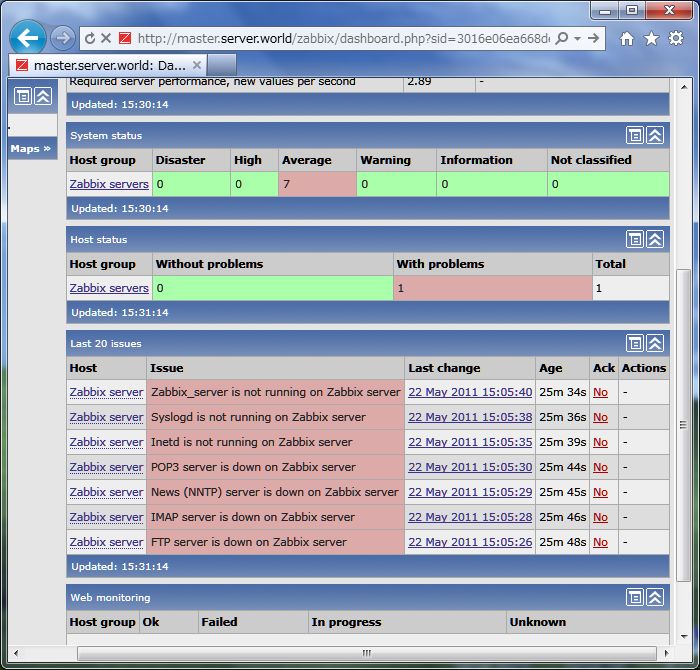 http://master.server.world/zabbix/dashboard.php?sid=3016e06ea668d
master.server.world: Da...
Required server performance, new values per second 2.89 -
Updated: 15:30:14
Maps »
System status
Host group Disaster High Average Warning Information Not classified
Zabbix servers 0 0 7 0 0 0
Updated: 15:30:14
Host status
Host group Without problems With problems Total
Zabbix servers 0 1 1
Updated: 15:31:14
Last 20 issues
Host Issue Last change Age Ack Actions
Zabbix server Zabbix_server is not running on Zabbix server 22 May 2011 15:05:40 25m 34s No -
Zabbix server Syslogd is not running on Zabbix server 22 May 2011 15:05:38 25m 36s No -
Zabbix server Inetd is not running on Zabbix server 22 May 2011 15:05:35 25m 39s No -
Zabbix server POP3 server is down on Zabbix server 22 May 2011 15:05:30 25m 44s No -
Zabbix server News (NNTP) server is down on Zabbix server 22 May 2011 15:05:29 25m 45s No -
Zabbix server IMAP server is down on Zabbix server 22 May 2011 15:05:28 25m 46s No -
Zabbix server FTP server is down on Zabbix server 22 May 2011 15:05:26 25m 48s No -
Updated: 15:31:14
Web monitoring
Host group Ok Failed In progress Unknown